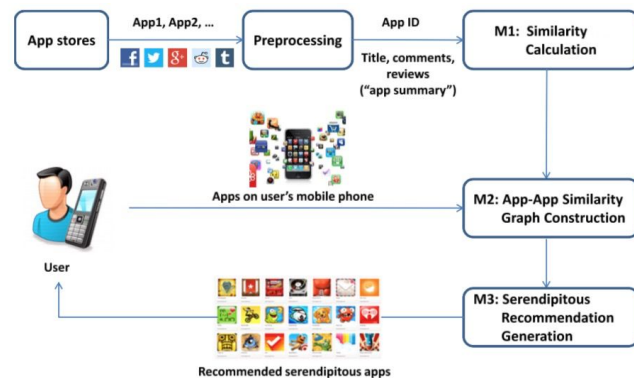 App stores
App1, App2, ...
Preprocessing
App ID
Title, comments,
reviews
("app summary")
M1: Similarity
Calculation
Apps on user's mobile phone
M2: App-App Similarity
Graph Construction
User
M3: Serendipitous
Recommendation
Generation
Recommended serendipitous apps